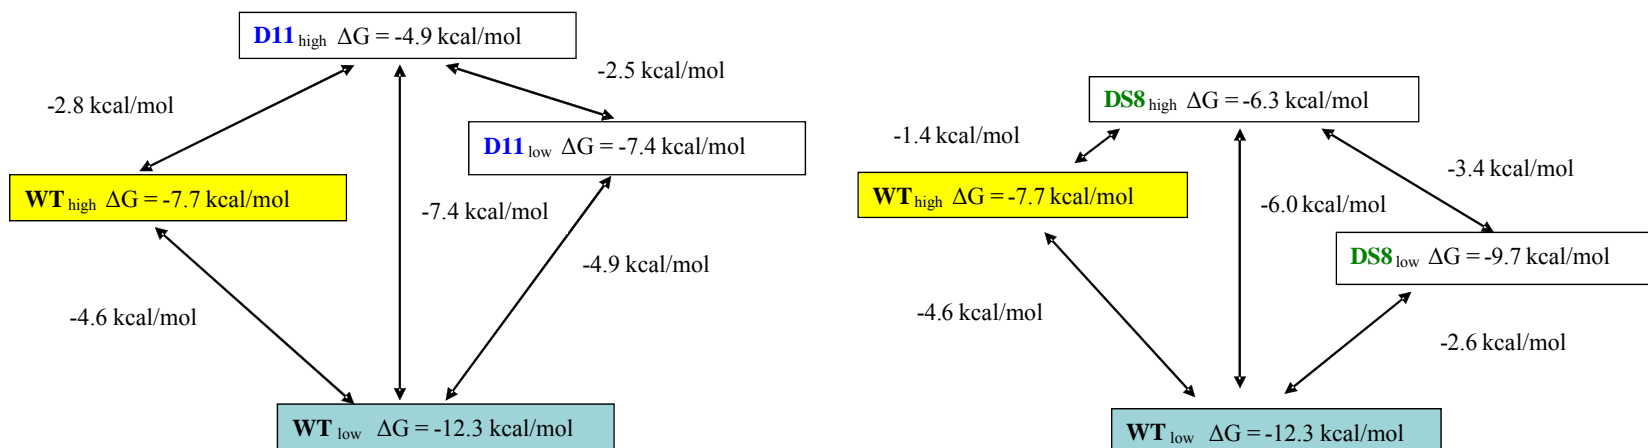 D11 high ΔG = -4.9 kcal/mol
-2.5 kcal/mol
-2.8 kcal/mol
D11 low ΔG = -7.4 kcal/mol
WT high ΔG = -7.7 kcal/mol
-7.4 kcal/mol
-4.9 kcal/mol
-4.6 kcal/mol
WT low ΔG = -12.3 kcal/mol
DS8 high ΔG = -6.3 kcal/mol
-1.4 kcal/mol
-3.4 kcal/mol
WT high ΔG = -7.7 kcal/mol
-6.0 kcal/mol
DS8 low ΔG = -9.7 kcal/mol
-4.6 kcal/mol
-2.6 kcal/mol
WT low ΔG = -12.3 kcal/mol